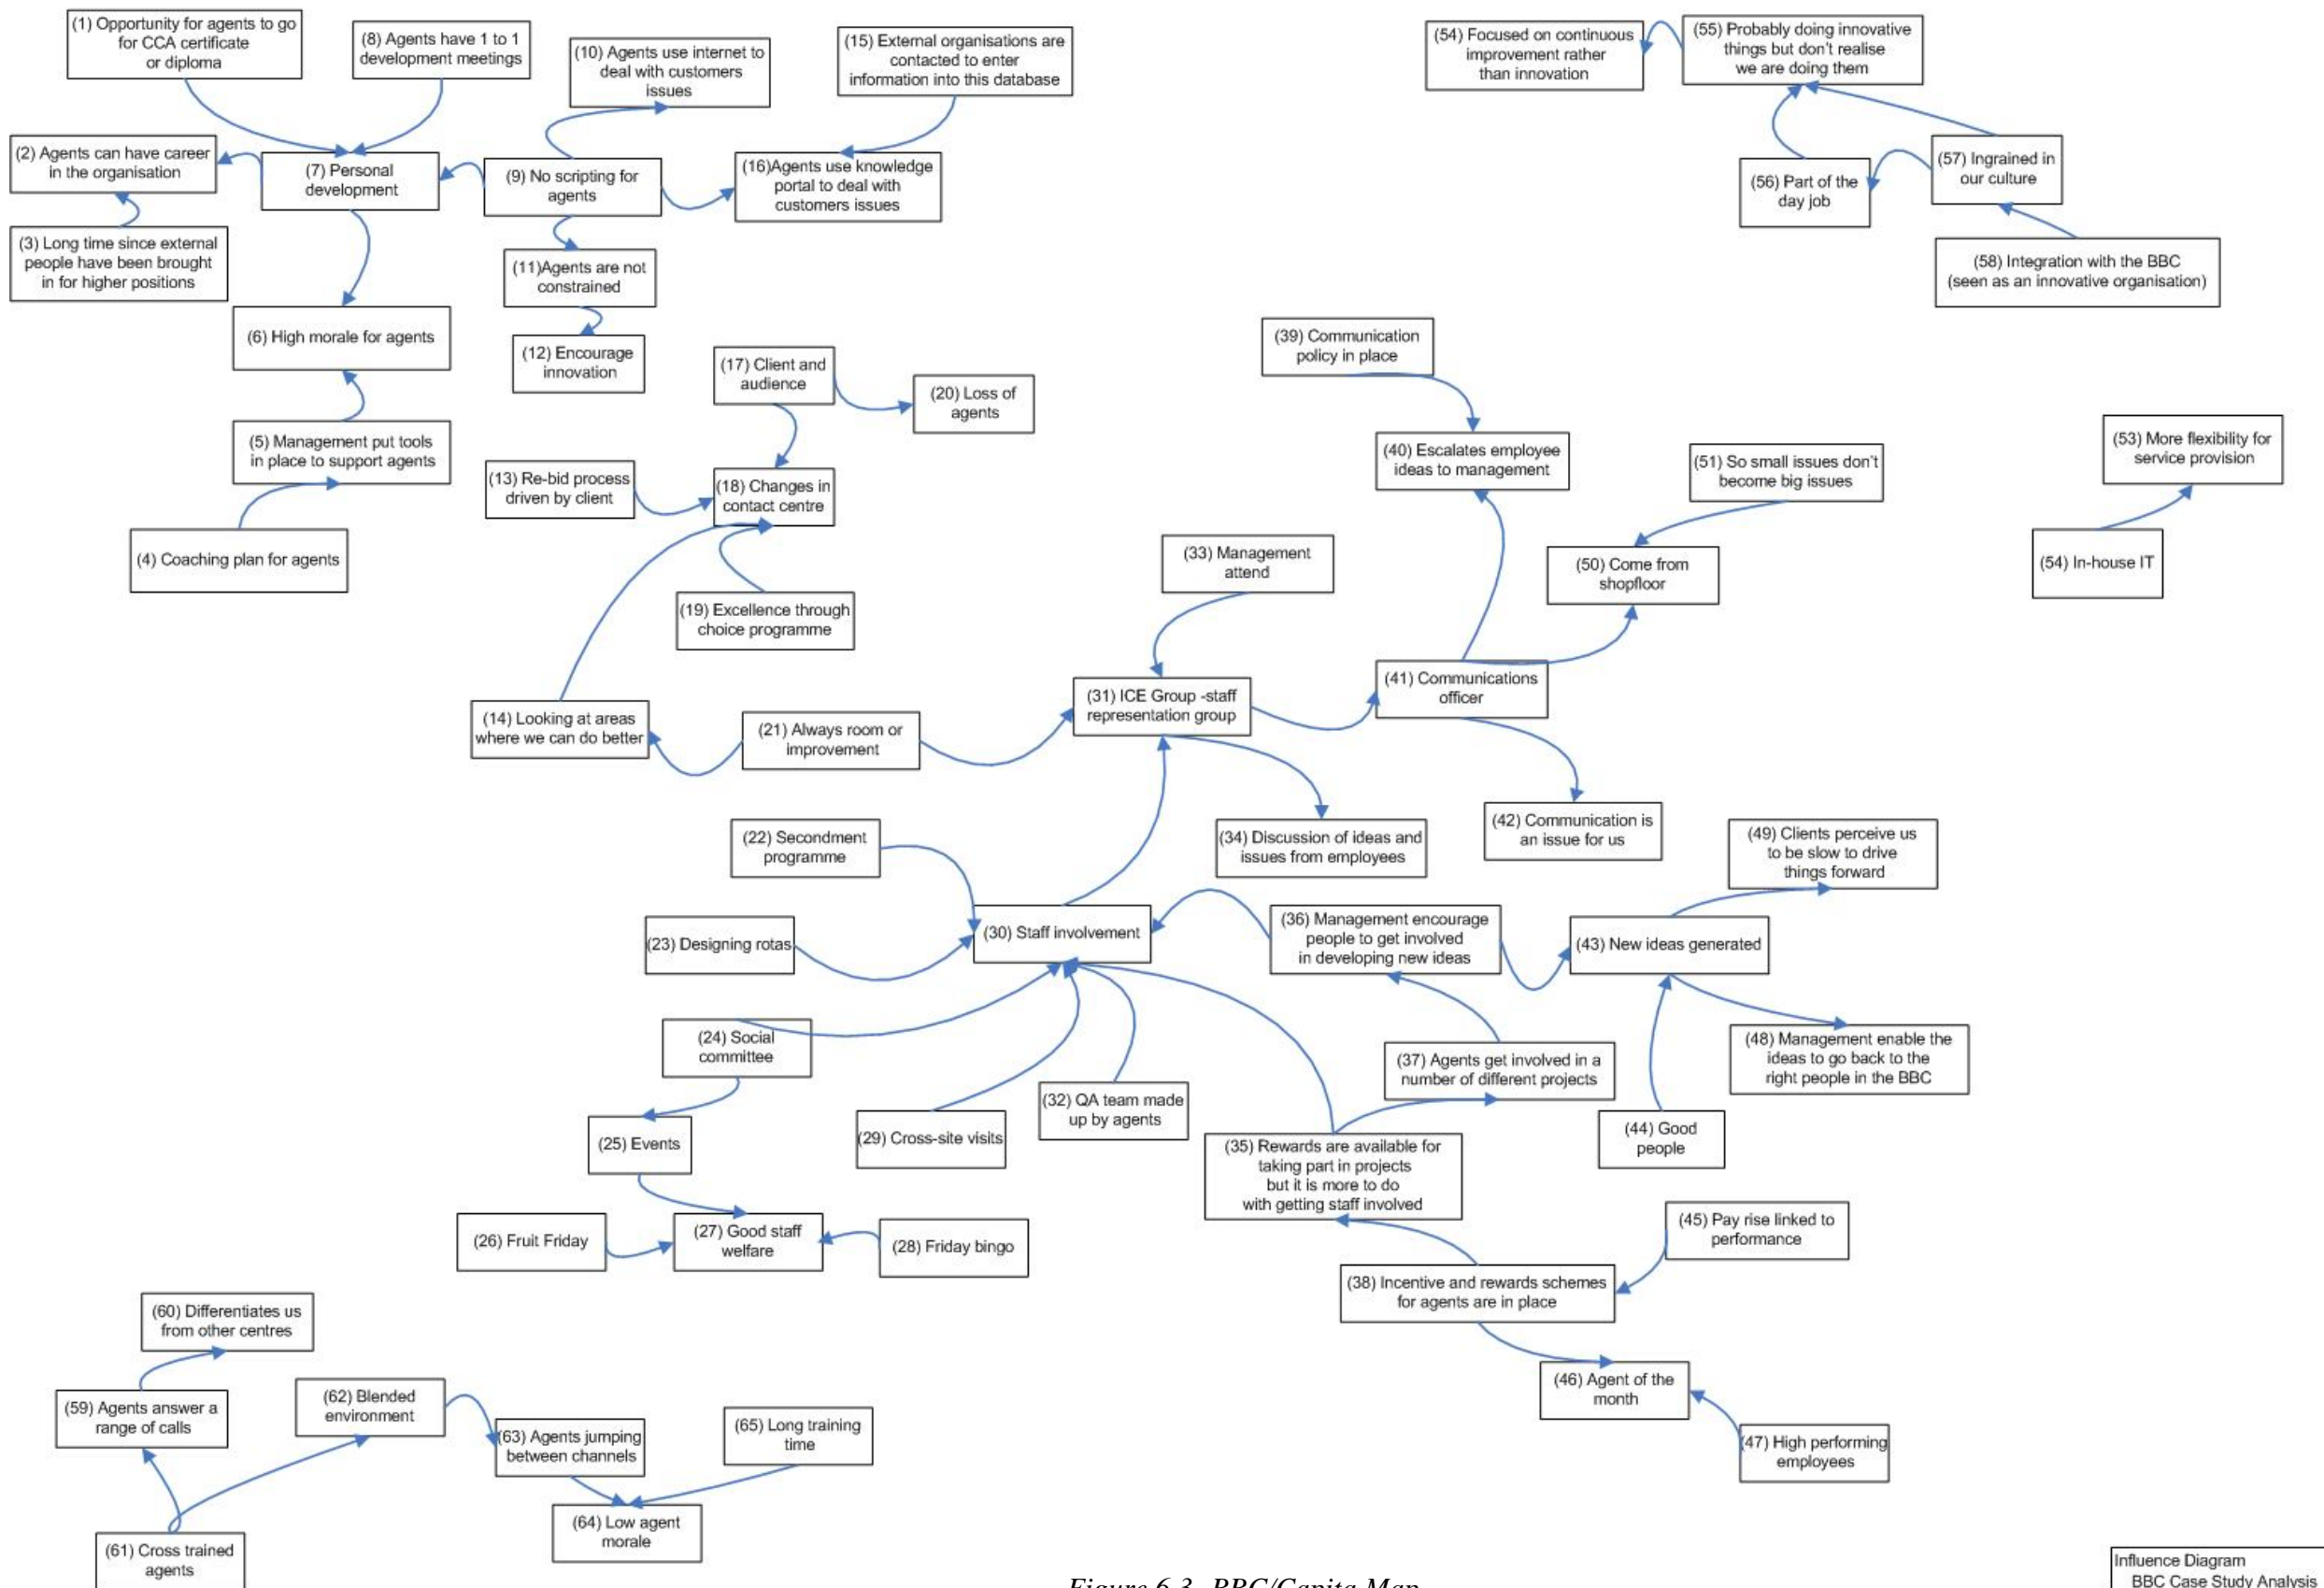 (1) Opportunity for agents to go
for CCA certificate
or diploma
(8) Agents have 1 to 1
development meetings
(10) Agents use internet to
deal with customers
issues
(15) External organisations are
contacted to enter
information into this database
(54) Focused on continuous
improvement rather
than innovation
(55) Probably doing innovative
things but don't realise
we are doing them
(2) Agents can have career
in the organisation
(7) Personal
development
(9) No scripting for
agents
(16)Agents use knowledge
portal to deal with
customers issues
(56) Part of the
day job
(57) Ingrained in
our culture
(3) Long time since external
people have been brought
in for higher positions
(11)Agents are not
constrained
(58) Integration with the BBC
(seen as an innovative organisation)
(6) High morale for agents
(12) Encourage
innovation
(17) Client and
audience
(20) Loss of
agents
(39) Communication
policy in place
(5) Management put tools
in place to support agents
(13) Re-bid process
driven by client
(18) Changes in
contact centre
(40) Escalates employee
ideas to management
(51) So small issues don't
become big issues
(53) More flexibility for
service provision
(4) Coaching plan for agents
(19) Excellence through
choice programme
(33) Management
attend
(50) Come from
shopfloor
(54) In-house IT
(14) Looking at areas
where we can do better
(21) Always room or
improvement
(31) ICE Group -staff
representation group
(41) Communications
officer
(22) Secondment
programme
(34) Discussion of ideas and
issues from employees
(42) Communication is
an issue for us
(49) Clients perceive us
to be slow to drive
things forward
(23) Designing rotas
(30) Staff involvement
(36) Management encourage
people to get involved
in developing new ideas
(43) New ideas generated
(24) Social
committee
(37) Agents get involved in a
number of different projects
(48) Management enable the
ideas to go back to the
right people in the BBC
(25) Events
(29) Cross-site visits
(32) QA team made
up by agents
(35) Rewards are available for
taking part in projects
but it is more to do
with getting staff involved
(44) Good
people
(26) Fruit Friday
(27) Good staff
welfare
(28) Friday bingo
(45) Pay rise linked to
performance
(38) Incentive and rewards schemes
for agents are in place
(60) Differentiates us
from other centres
(46) Agent of the
month
(59) Agents answer a
range of calls
(62) Blended
environment
(63) Agents jumping
between channels
(65) Long training
time
(47) High performing
employees
(64) Low agent
morale
(61) Cross trained
agents
Figure 6.3 BBC/Capita Map
Influence Diagram
BBC Case Study Analysis